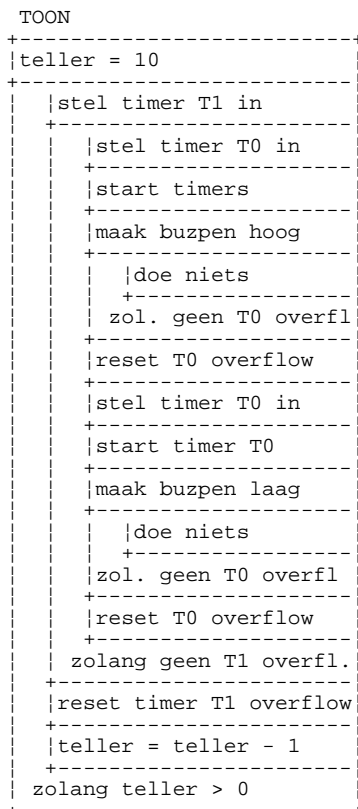 TOON
teller = 10
stel timer T1 in
stel timer T0 in
start timers
maak buzpen hoog
doe niets
zol. geen T0 overfl
reset T0 overflow
stel timer T0 in
start timer T0
maak buzpen laag
doe niets
zol. geen T0 overfl
reset T0 overflow
zolang geen T1 overfl.
reset timer T1 overflow
teller = teller - 1
zolang teller > 0